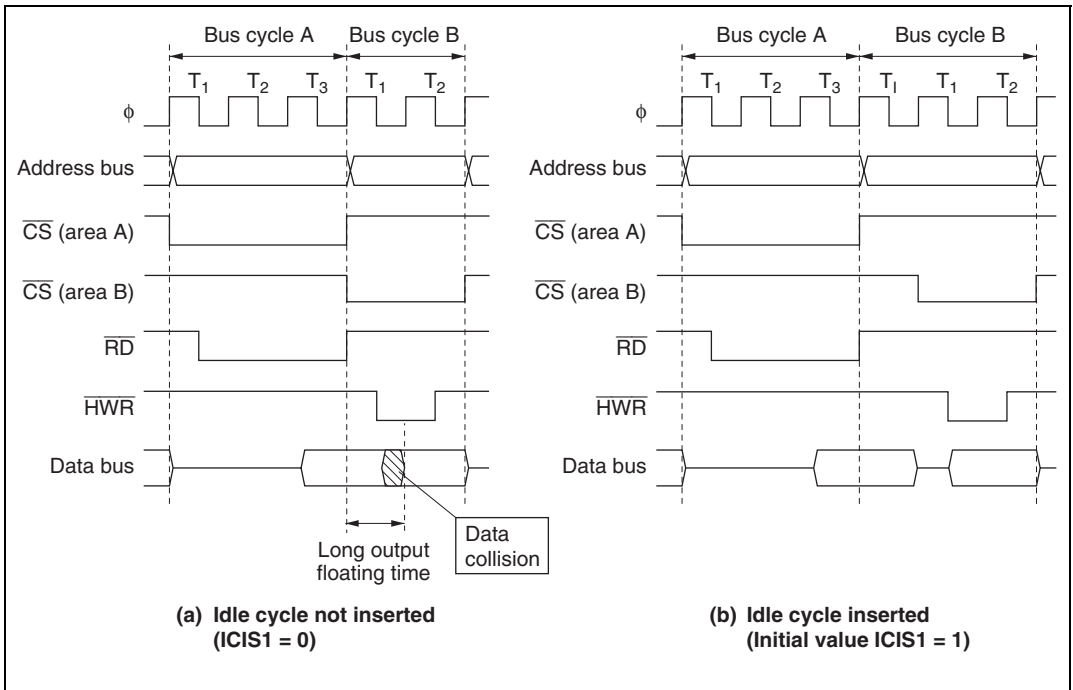 Bus cycle A
Bus cycle B
T1 T2 T3 T1 T2
ϕ
Address bus
CS (area A)
CS (area B)
RD
HWR
Data bus
Long output
floating time
Data
collision
(a) Idle cycle not inserted
(ICIS1 = 0)
Bus cycle A
Bus cycle B
T1 T2 T3 TI T1 T2
ϕ
Address bus
CS (area A)
CS (area B)
RD
HWR
Data bus
(b) Idle cycle inserted
(Initial value ICIS1 = 1)